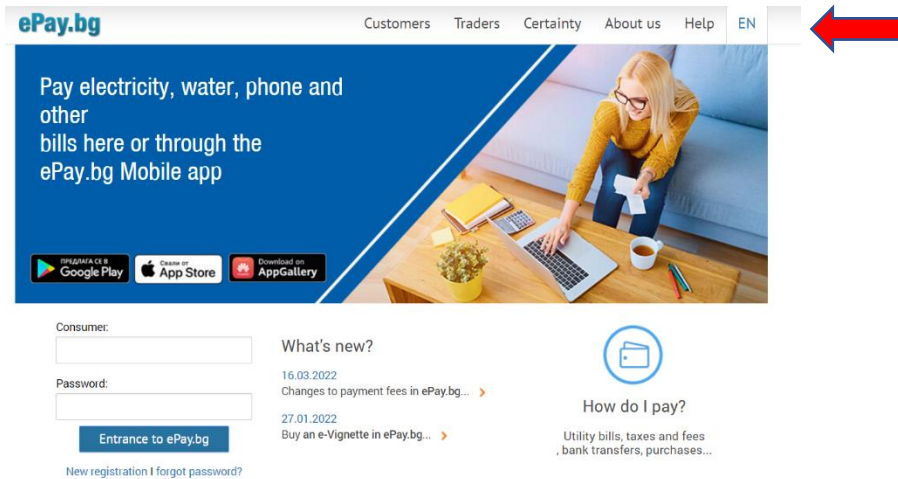 ePay.bg
Customers Traders Certainty About us Help EN
Pay electricity, water, phone and
other
bills here or through the
ePay.bg Mobile app
ПРЕДЛАГА СЕ В
Google Play
Свали от
App Store
Download on
AppGallery
Consumer:
Password:
Entrance to ePay.bg
New registration I forgot password?
What's new?
16.03.2022
Changes to payment fees in ePay.bg... >
27.01.2022
Buy an e-Vignette in ePay.bg... >
How do I pay?
Utility bills, taxes and fees
, bank transfers, purchases...